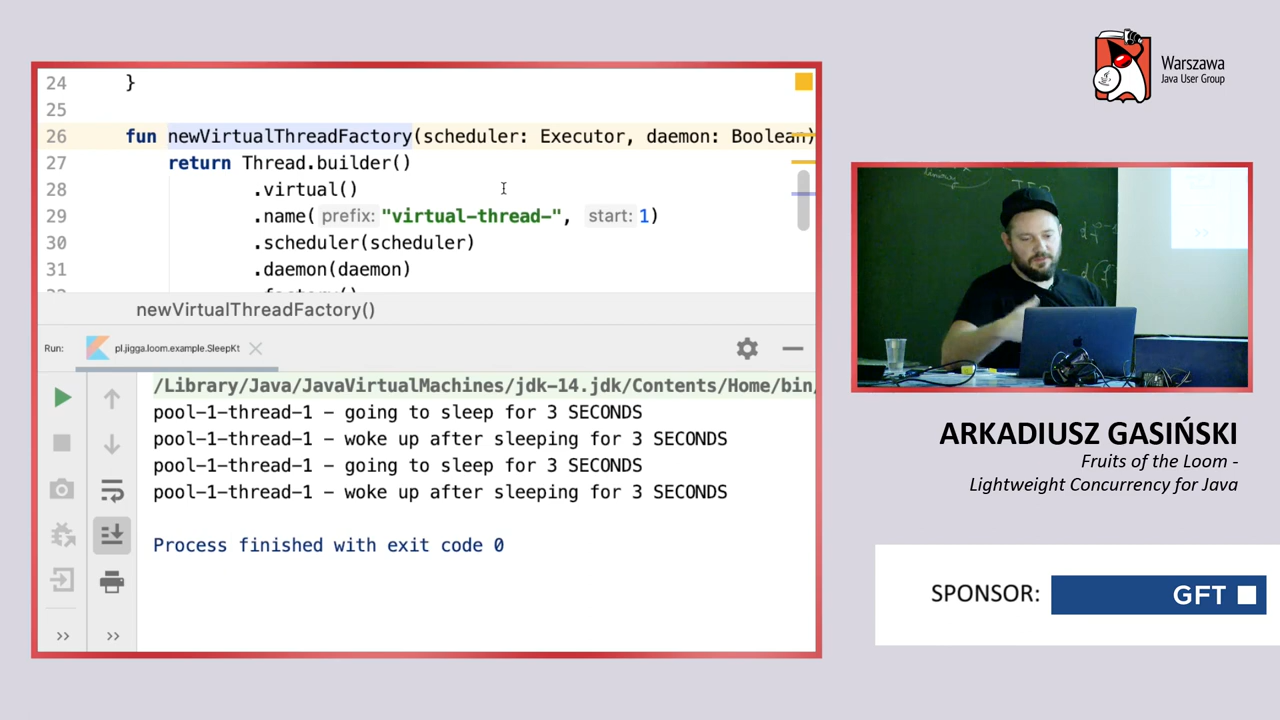 24 }
25
26 fun newVirtualThreadFactory(scheduler: Executor, daemon: Boolean)
27 return Thread.builder()
28 .virtual()
29 .name( prefix: "virtual-thread-", start: 1)
30 .scheduler(scheduler)
31 .daemon(daemon)
newVirtualThreadFactory()
Run: pl.jigga.loom.example.SleepKt
/Library/Java/JavaVirtualMachines/jdk-14.jdk/Contents/Home/bin/
pool-1-thread-1 – going to sleep for 3 SECONDS
pool-1-thread-1 – woke up after sleeping for 3 SECONDS
pool-1-thread-1 – going to sleep for 3 SECONDS
pool-1-thread-1 – woke up after sleeping for 3 SECONDS
Process finished with exit code 0
Warszawa
Java User Group
ARKADIUSZ GASIŃSKI
Fruits of the Loom -
Lightweight Concurrency for Java
SPONSOR: GFT